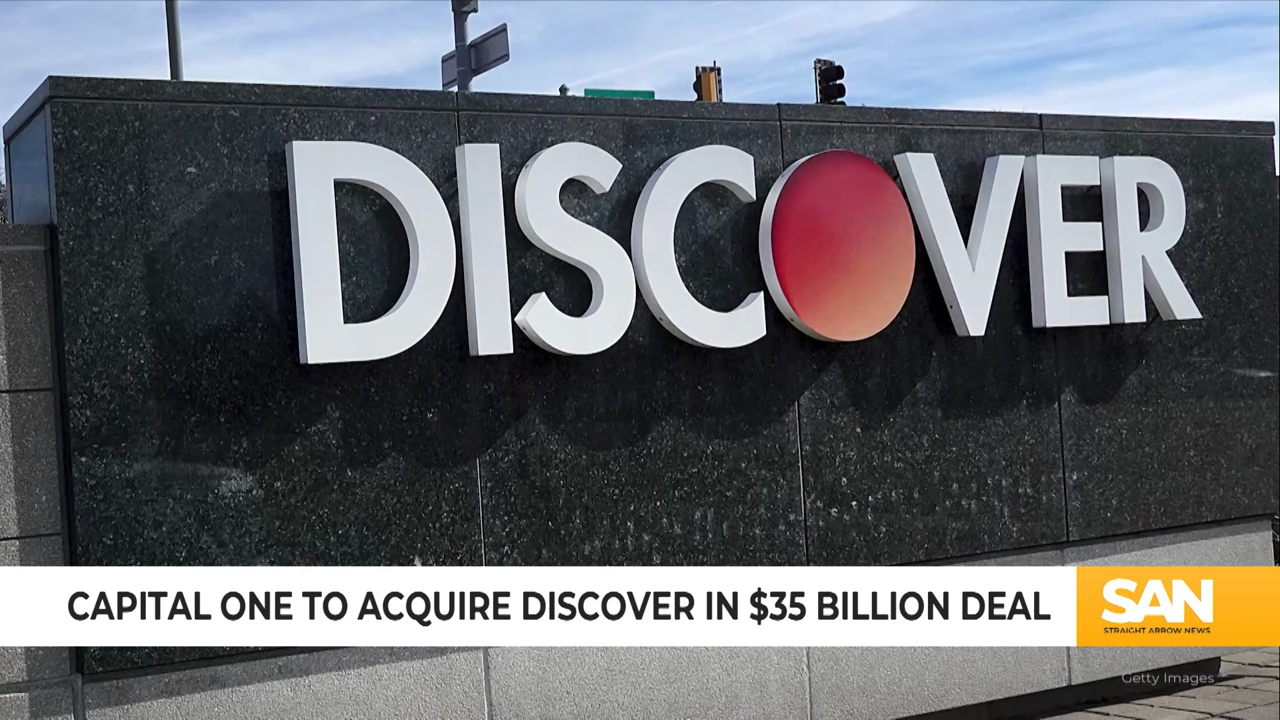 DISCOVER
CAPITAL ONE TO ACQUIRE DISCOVER IN $35 BILLION DEAL
SAN
STRAIGHT ARROW NEWS
Getty Images